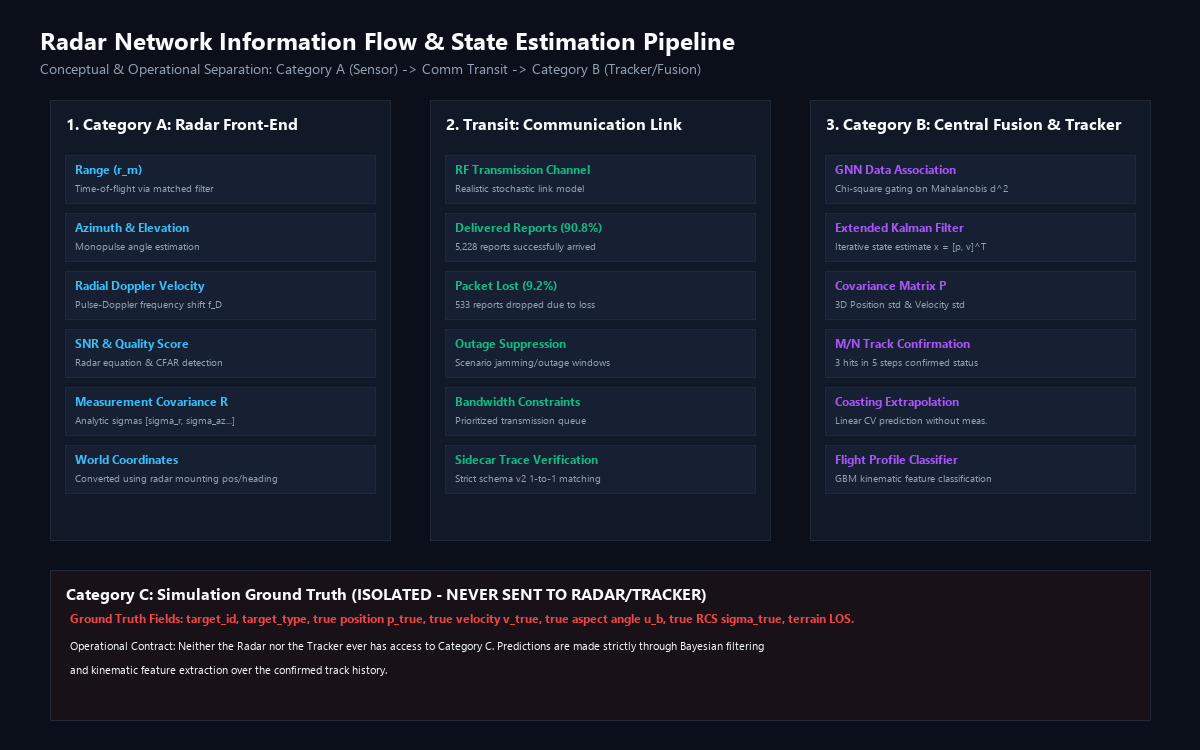 Radar Network Information Flow & State Estimation Pipeline
Conceptual & Operational Separation: Category A (Sensor) -> Comm Transit -> Category B (Tracker/Fusion)
1. Category A: Radar Front-End
Range (r_m)
Time-of-flight via matched filter
Azimuth & Elevation
Monopulse angle estimation
Radial Doppler Velocity
Pulse-Doppler frequency shift f_D
SNR & Quality Score
Radar equation & CFAR detection
Measurement Covariance R
Analytic sigmas [sigma_r, sigma_az...]
World Coordinates
Converted using radar mounting pos/heading
2. Transit: Communication Link
RF Transmission Channel
Realistic stochastic link model
Delivered Reports (90.8%)
5,228 reports successfully arrived
Packet Lost (9.2%)
533 reports dropped due to loss
Outage Suppression
Scenario jamming/outage windows
Bandwidth Constraints
Prioritized transmission queue
Sidecar Trace Verification
Strict schema v2 1-to-1 matching
3. Category B: Central Fusion & Tracker
GNN Data Association
Chi-square gating on Mahalanobis d^2
Extended Kalman Filter
Iterative state estimate x = [p, v]^T
Covariance Matrix P
3D Position std & Velocity std
M/N Track Confirmation
3 hits in 5 steps confirmed status
Coasting Extrapolation
Linear CV prediction without meas.
Flight Profile Classifier
GBM kinematic feature classification
Category C: Simulation Ground Truth (ISOLATED - NEVER SENT TO RADAR/TRACKER)
Ground Truth Fields: target_id, target_type, true position p_true, true velocity v_true, true aspect angle u_b, true RCS sigma_true, terrain LOS.
Operational Contract: Neither the Radar nor the Tracker ever has access to Category C. Predictions are made strictly through Bayesian filtering
and kinematic feature extraction over the confirmed track history.